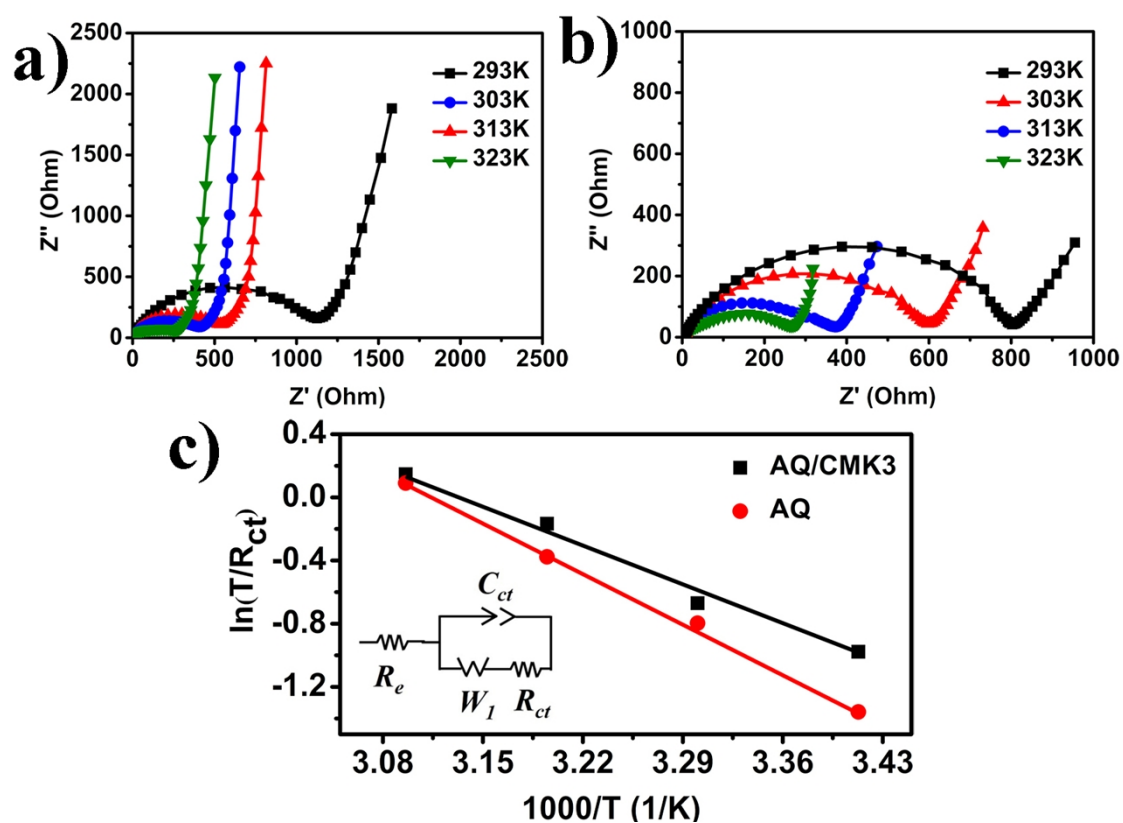 a)
2500
2000
1500
1000
500
0
Z'' (Ohm)
293K
303K
313K
323K
0 500 1000 1500 2000 2500
Z' (Ohm)
b)
1000
800
600
400
200
0
Z'' (Ohm)
293K
303K
313K
323K
0 200 400 600 800 1000
Z' (Ohm)
c)
0.4
0.0
-0.4
-0.8
-1.2
ln(T/Rct)
AQ/CMK3
AQ
Cct
Re
W1 Rct
3.08 3.15 3.22 3.29 3.36 3.43
1000/T (1/K)